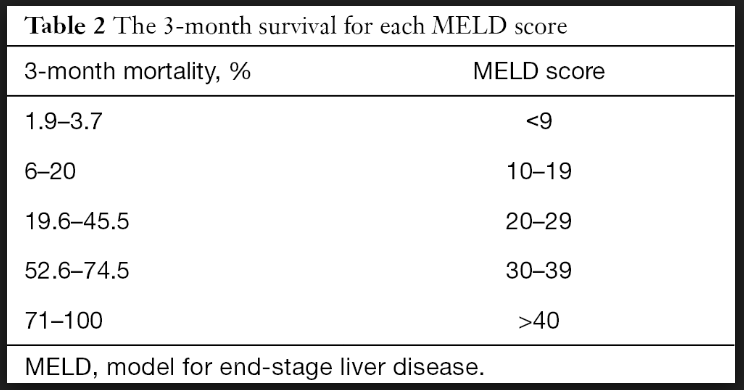 Table 2 The 3-month survival for each MELD score
3-month mortality, % MELD score
1.9–3.7 <9
6–20 10–19
19.6–45.5 20–29
52.6–74.5 30–39
71–100 >40
MELD, model for end-stage liver disease.